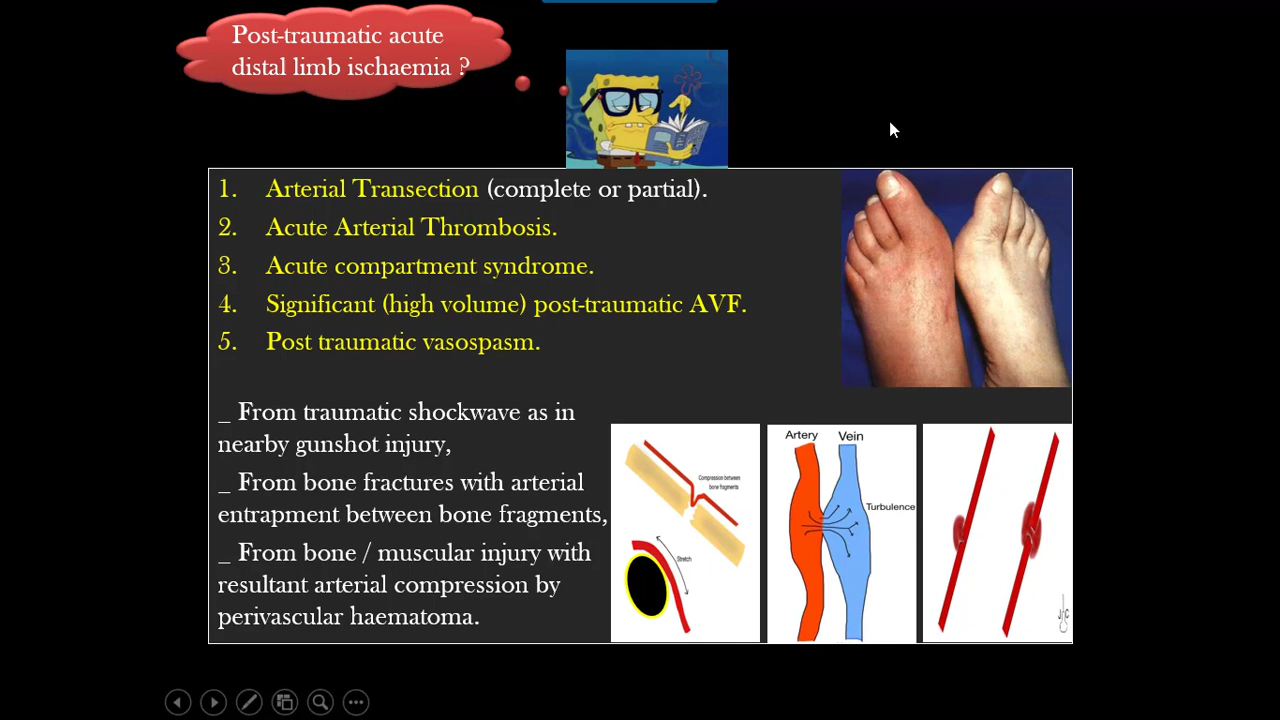 Post-traumatic acute
distal limb ischaemia ?
1. Arterial Transection (complete or partial).
2. Acute Arterial Thrombosis.
3. Acute compartment syndrome.
4. Significant (high volume) post-traumatic AVF.
5. Post traumatic vasospasm.
_ From traumatic shockwave as in
nearby gunshot injury,
_ From bone fractures with arterial
entrapment between bone fragments,
_ From bone / muscular injury with
resultant arterial compression by
perivascular haematoma.
Compression between
bone fragments
Stretch
Artery Vein
Turbulence